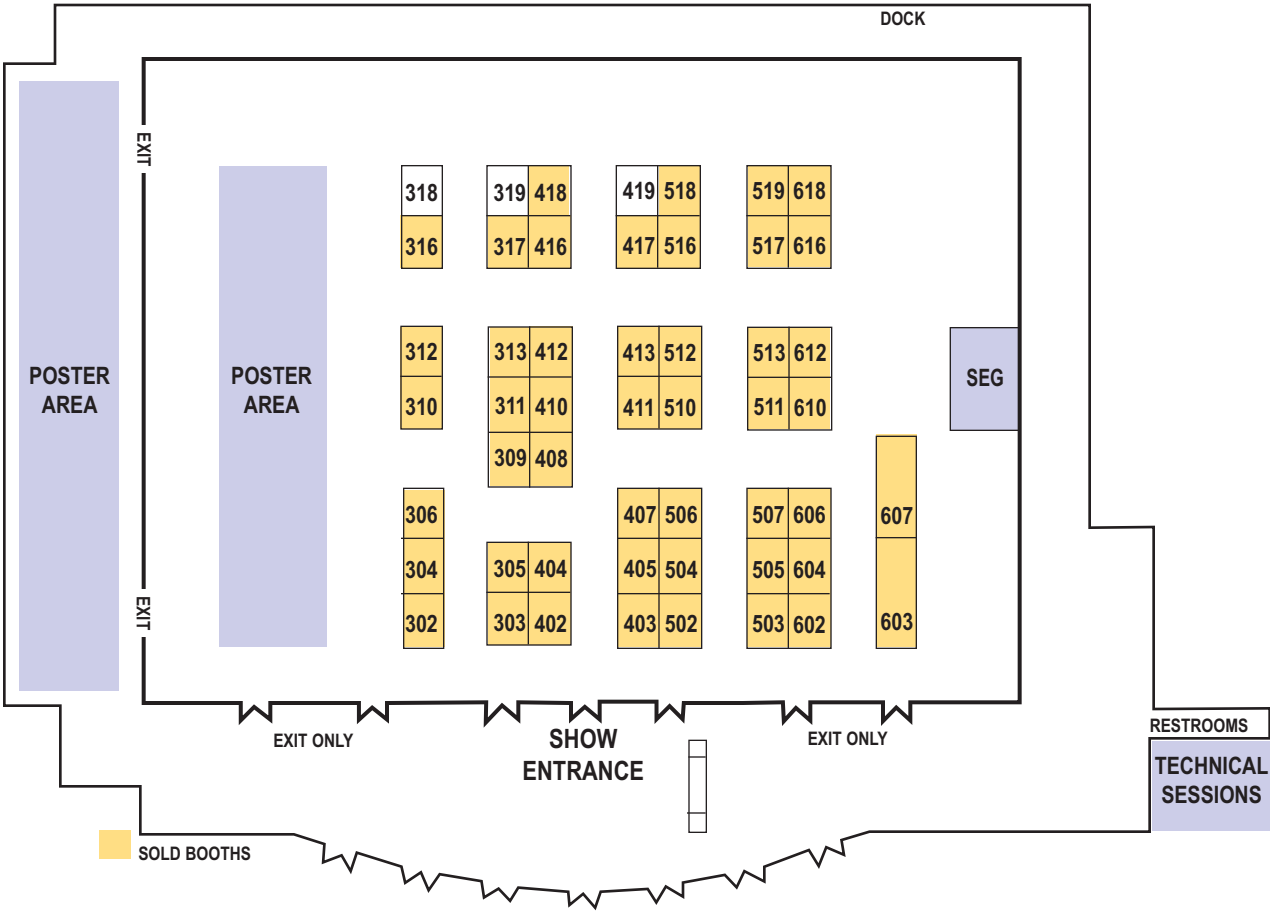 DOCK
EXIT
318
319 418
419 518
519 618
316
317 416
417 516
517 616
312
313 412
413 512
513 612
POSTER
AREA
POSTER
AREA
SEG
310
311 410
411 510
511 610
309 408
306
407 506
507 606
607
304
305 404
405 504
505 604
EXIT
302
303 402
403 502
503 602
603
EXIT ONLY
SHOW
ENTRANCE
EXIT ONLY
RESTROOMS
TECHNICAL
SESSIONS
SOLD BOOTHS